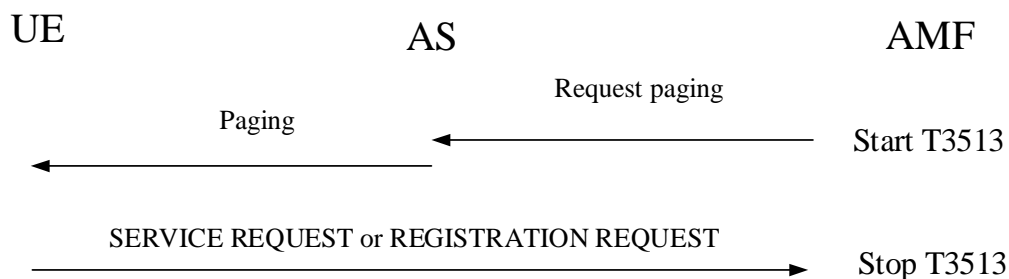 UE
AS
AMF
Request paging
Paging
Start T3513
SERVICE REQUEST or REGISTRATION REQUEST
Stop T3513